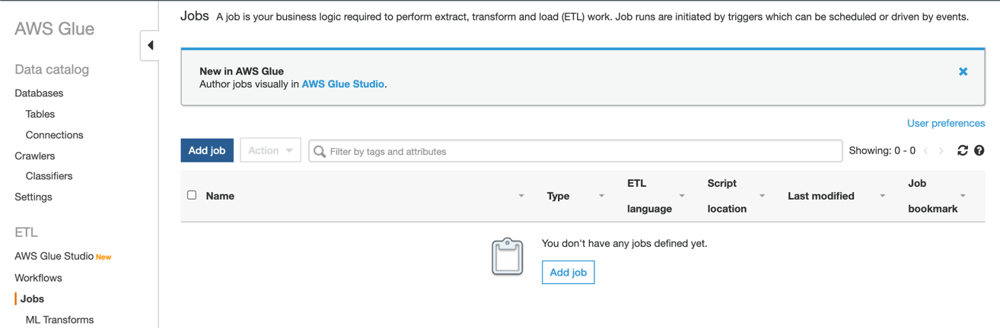 AWS Glue
Data catalog
Databases
Tables
Connections
Crawlers
Classifiers
Settings
ETL
AWS Glue Studio New
Workflows
Jobs
ML Transforms
Jobs A job is your business logic required to perform extract, transform and load (ETL) work. Job runs are initiated by triggers which can be scheduled or driven by events.
New in AWS Glue
Author jobs visually in AWS Glue Studio.
User preferences
Add job Action Filter by tags and attributes Showing: 0 - 0
Name Type ETL language Script location Last modified Job bookmark
You don't have any jobs defined yet.
Add job